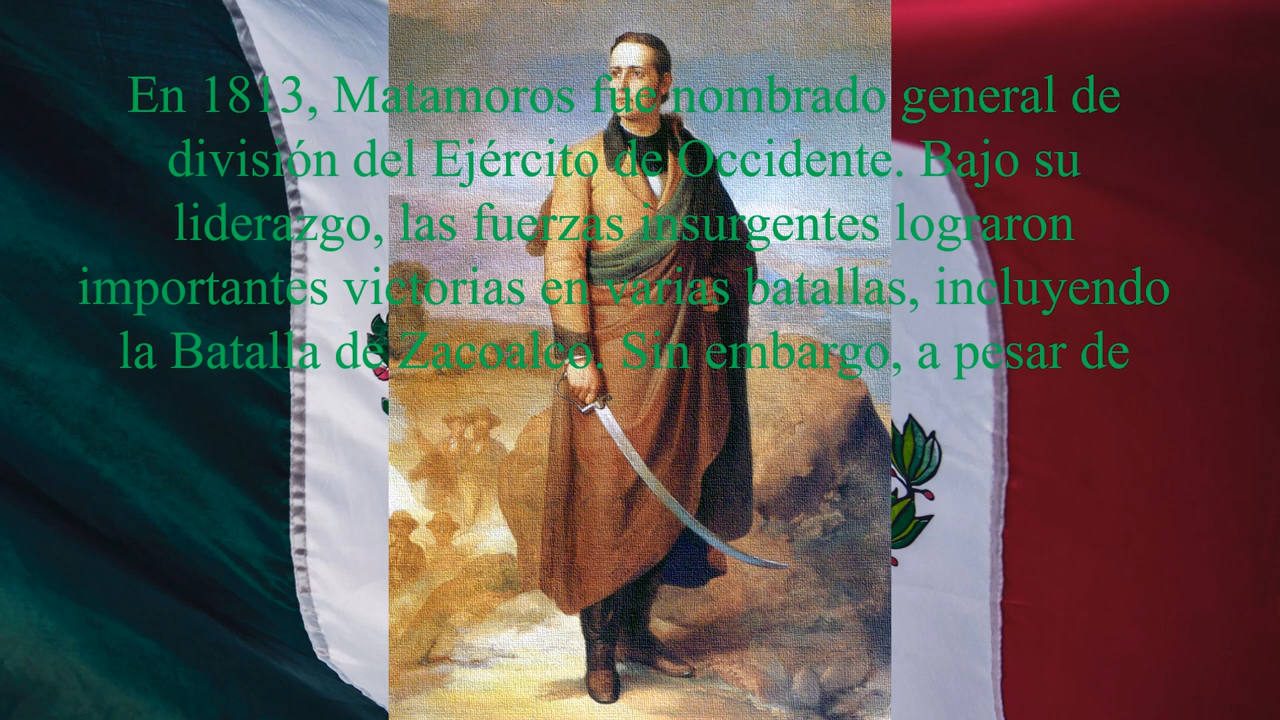 En 1813, Matamoros fue nombrado general de
división del Ejército de Occidente. Bajo su
liderazgo, las fuerzas insurgentes lograron
importantes victorias en varias batallas, incluyendo
la Batalla de Zacoalco. Sin embargo, a pesar de